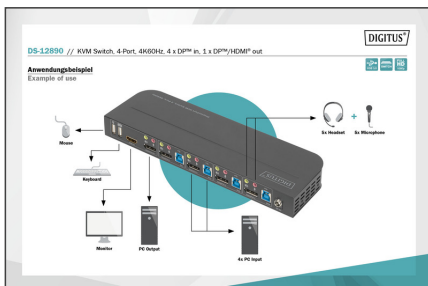 DIGITUS®
DS-12890 // KVM Switch, 4-Port, 4K60Hz, 4 x DP™ in, 1 x DP™/HDMI® out
Anwendungsbeispiel
Example of use
Mouse
Keyboard
Monitor
PC Output
4x PC Input
5x Headset
+
5x Microphone
DIGITUS